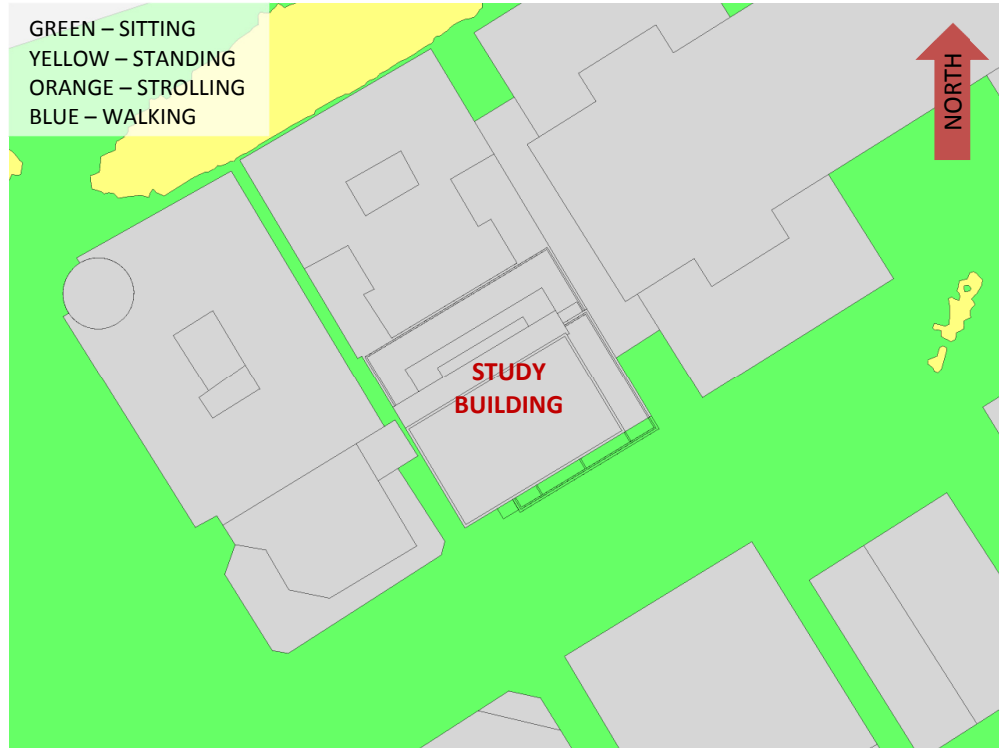 GREEN – SITTING
YELLOW – STANDING
ORANGE – STROLLING
BLUE – WALKING
NORTH
STUDY
BUILDING